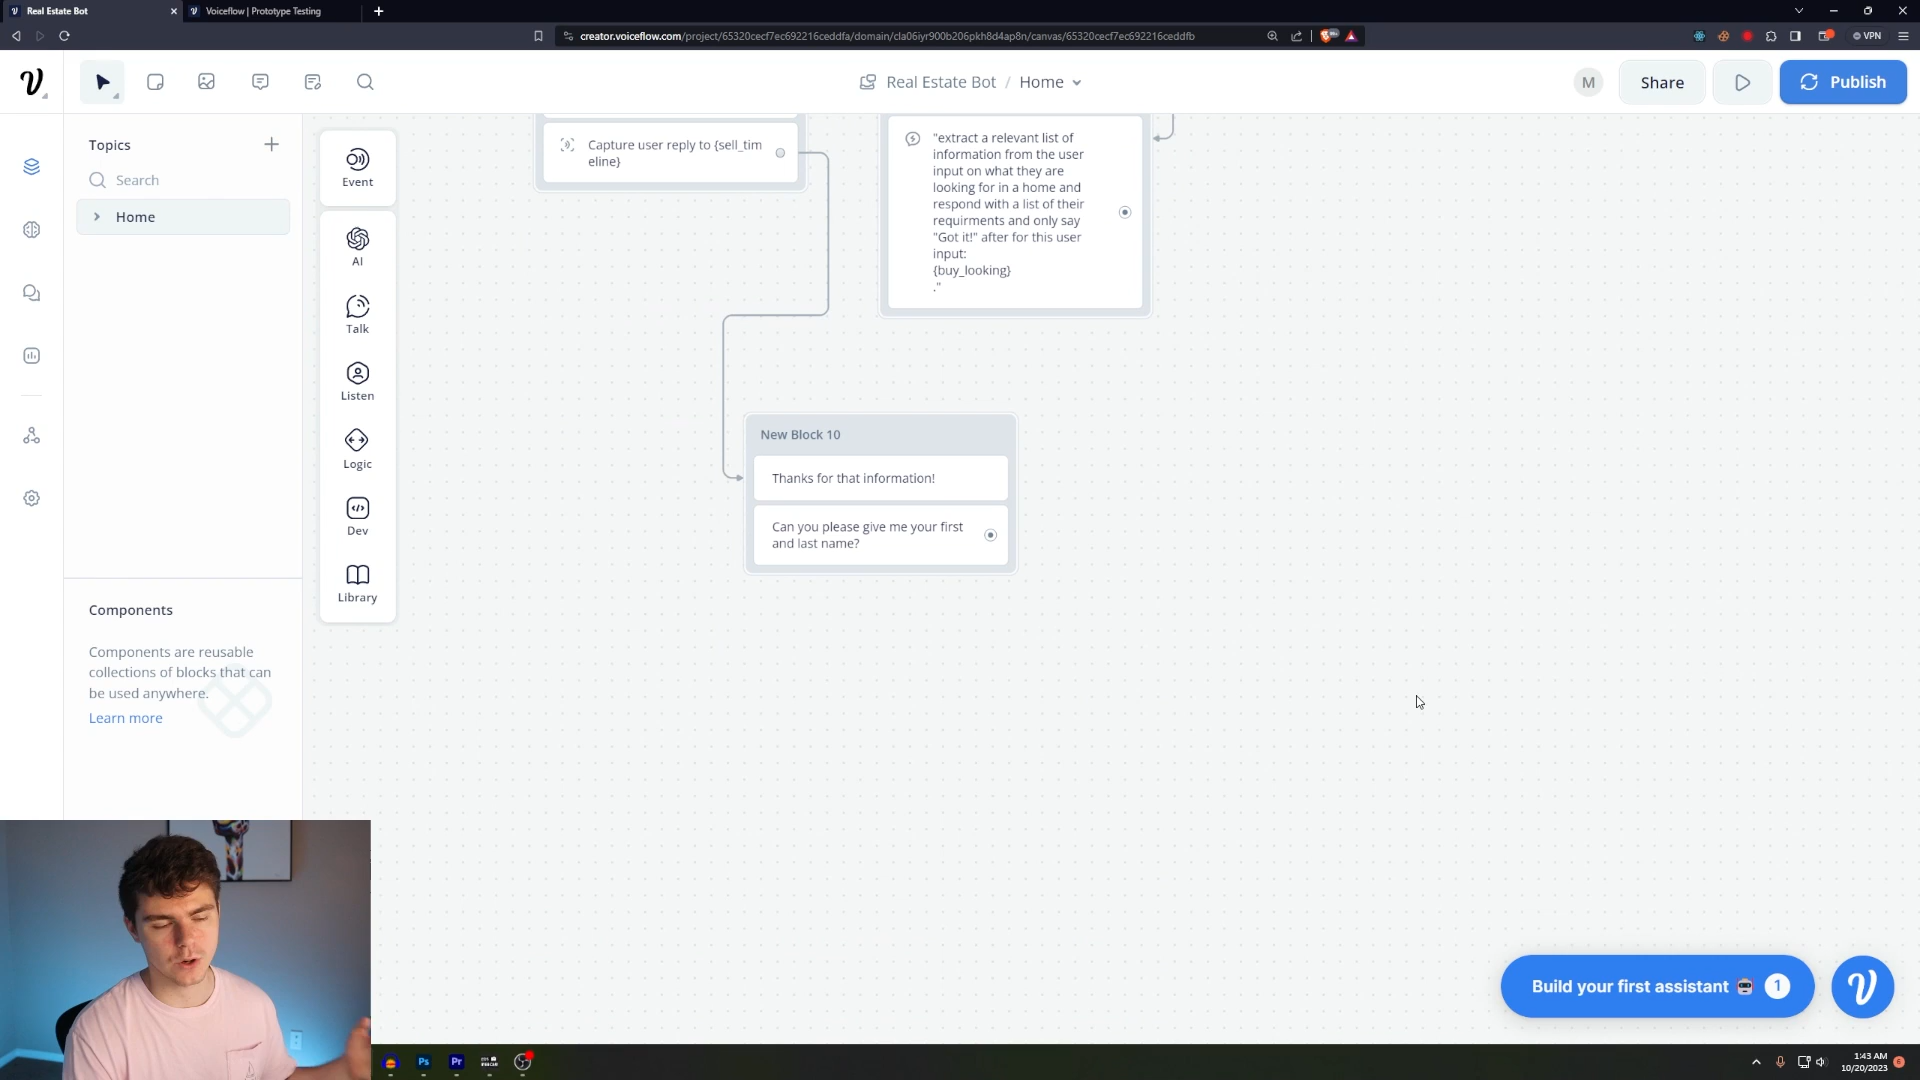 Real Estate Bot
Voiceflow | Prototype Testing
creator.voiceflow.com/project/65320cecf7ec692216ceddfa/domain/cla06iyr900b206pkh8d4ap8n/canvas/65320cecf7ec692216ceddfb
VPN
Real Estate Bot / Home
M
Share
Publish
Topics
Search
Home
Event
AI
Talk
Listen
Logic
Dev
Library
Capture user reply to {sell_tim
eline}
"extract a relevant list of
information from the user
input on what they are
looking for in a home and
respond with a list of their
requirments and only say
"Got it!" after for this user
input:
{buy_looking}
."
New Block 10
Thanks for that information!
Can you please give me your first
and last name?
Components
Components are reusable
collections of blocks that can
be used anywhere.
Learn more
Build your first assistant 1
Ps
Pr
1:43 AM
10/20/2023
6